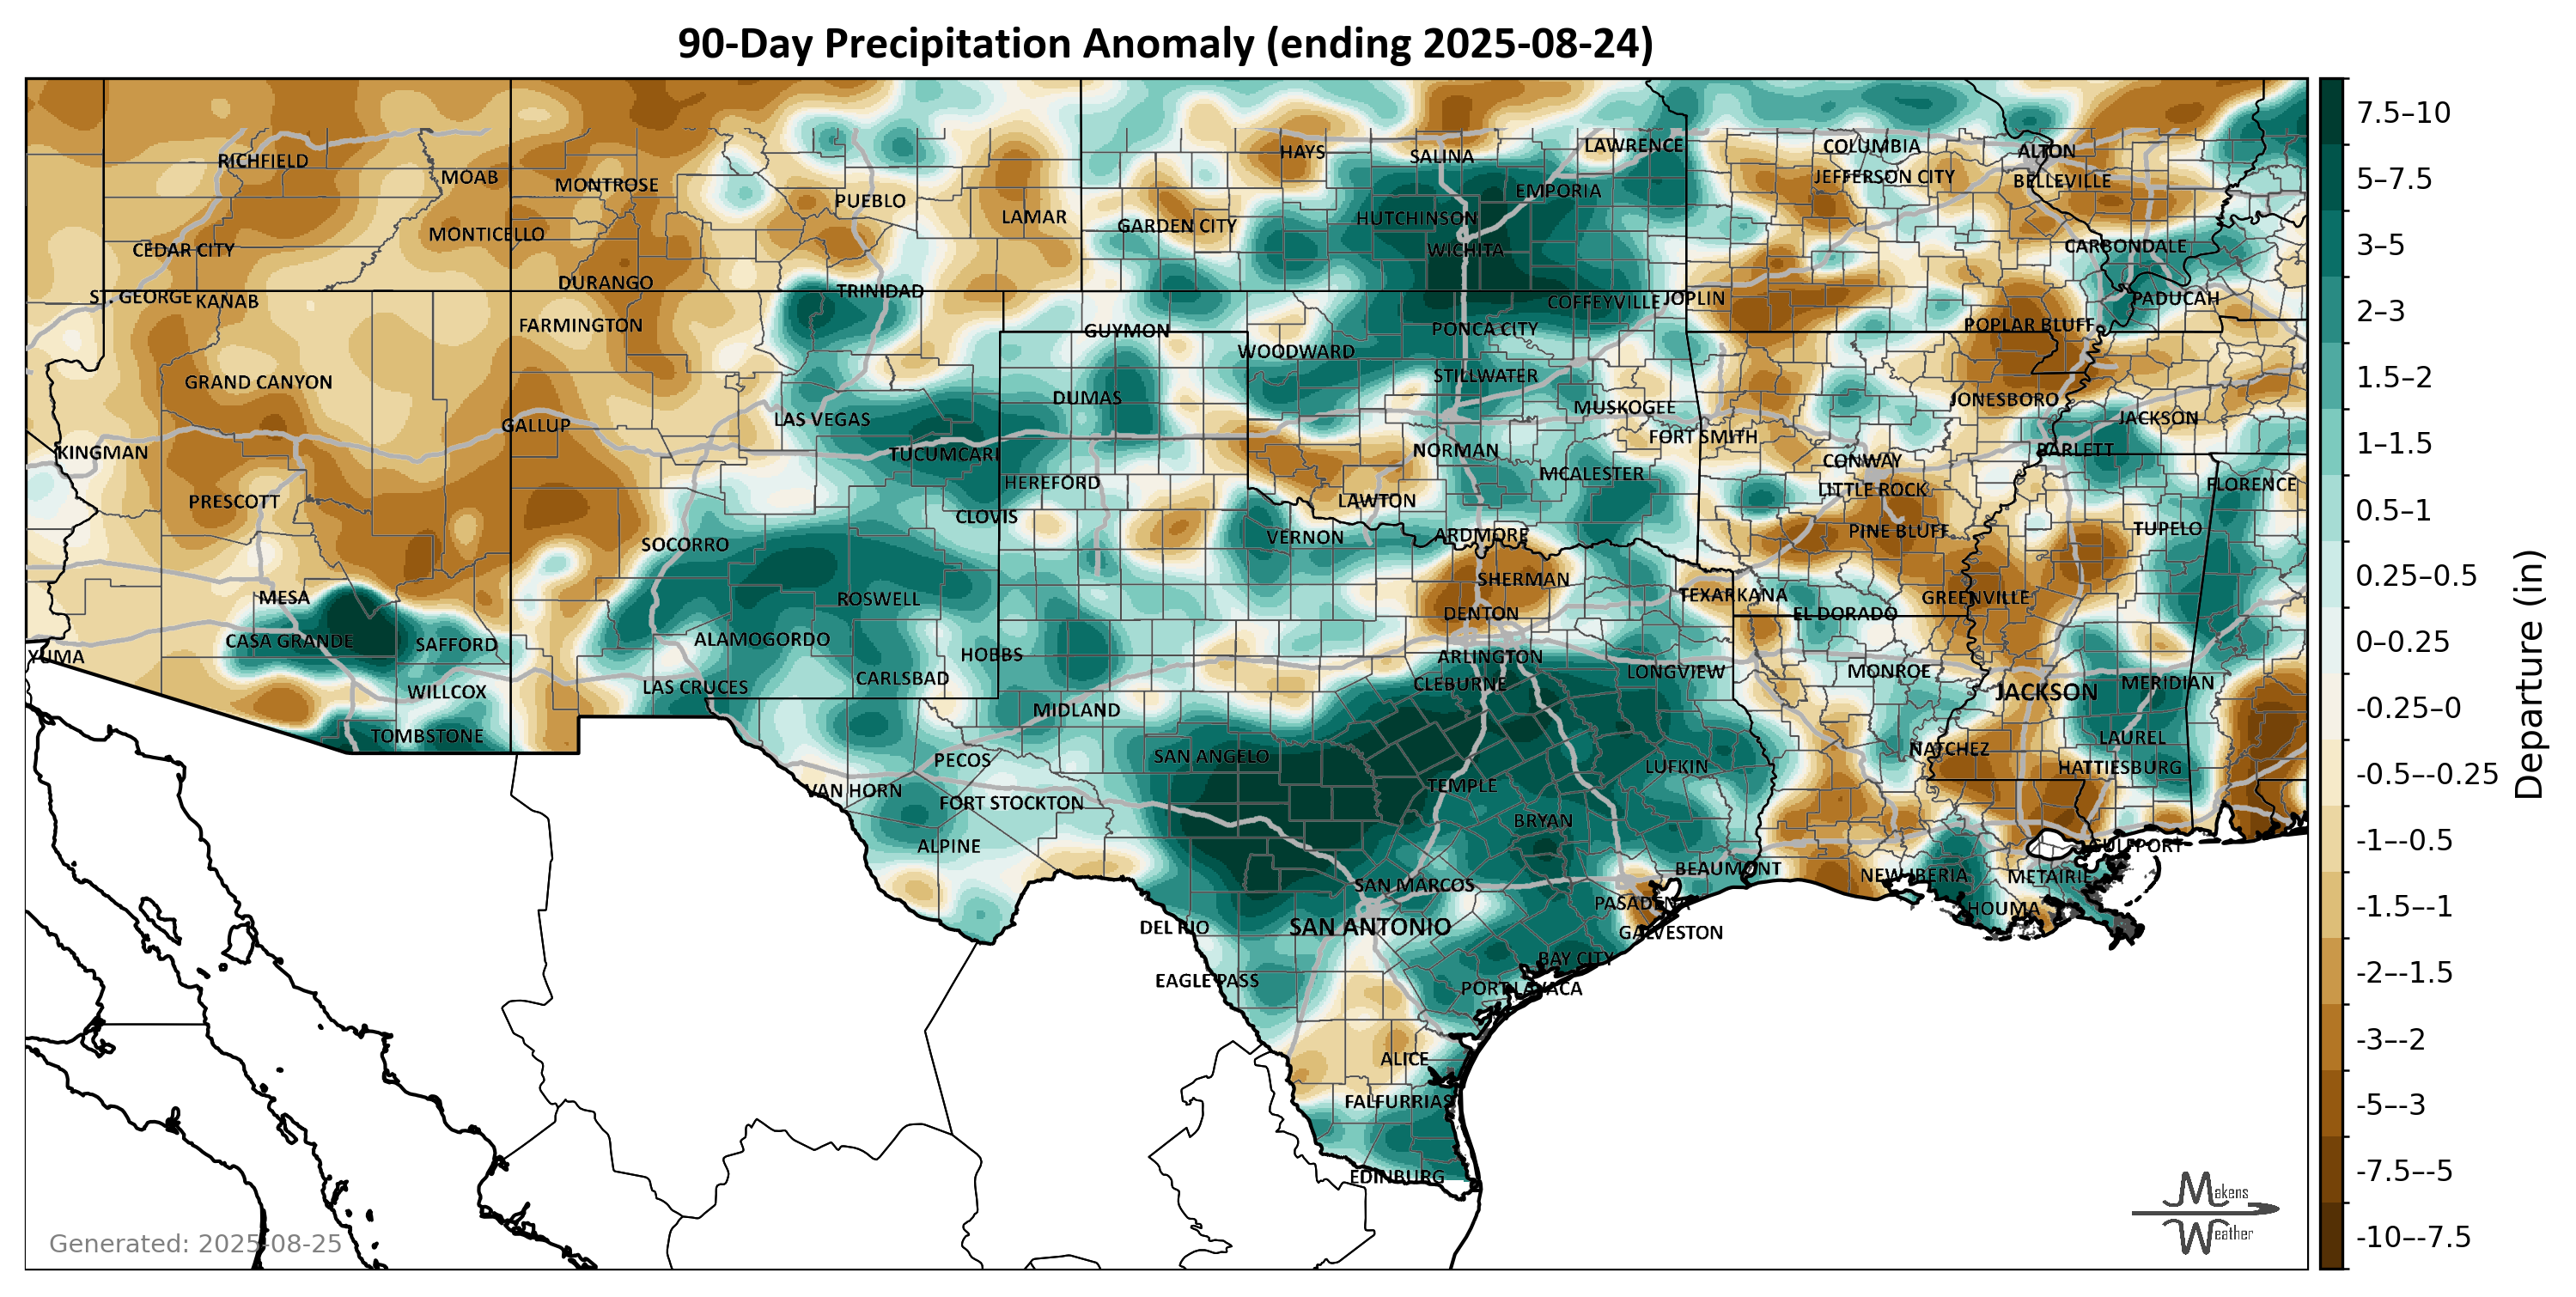 90-Day Precipitation Anomaly (ending 2025-08-24)
RICHFIELD
MOAB
MONTROSE
PUEBLO
LAMAR
HAYS
SALINA
LAWRENCE
EMPORIA
COLUMBIA
JEFFERSON CITY
ALTON
BELLEVILLE
CEDAR CITY
MONTICELLO
GARDEN CITY
HUTCHINSON
WICHITA
CARBONDALE
ST. GEORGE
KANAB
DURANGO
TRINIDAD
COFFEYVILLE
JOPLIN
PADUCAH
FARMINGTON
GUYMON
PONCA CITY
POPLAR BLUFF
WOODWARD
GRAND CANYON
DUMAS
STILLWATER
MUSKOGEE
JONESBORO
JACKSON
KINGMAN
GALLUP
LAS VEGAS
TUCUMCARI
NORMAN
FORT SMITH
CONWAY
BARLETT
PRESCOTT
HEREFORD
LAWTON
MCALESTER
LITTLE ROCK
FLORENCE
CLOVIS
SOCORRO
VERNON
ARDMORE
PINE BLUFF
TUPELO
MESA
ROSWELL
SHERMAN
DENTON
TEXARKANA
EL DORADO
GREENVILLE
CASA GRANDE
SAFFORD
ALAMOGORDO
HOBBS
ARLINGTON
YUMA
WILLCOX
LAS CRUCES
CARLSBAD
CLEBURNE
LONGVIEW
MONROE
JACKSON
MERIDIAN
TOMBSTONE
MIDLAND
PECOS
SAN ANGELO
NATCHEZ
LAUREL
VAN HORN
FORT STOCKTON
TEMPLE
LUFKIN
HATTIESBURG
ALPINE
BRYAN
GULFPORT
SAN MARCOS
BEAUMONT
NEW IBERIA
METAIRIE
DEL RIO
SAN ANTONIO
PASADENA
GALVESTON
HOUMA
EAGLE PASS
BAY CITY
PORT LAVACA
ALICE
FALFURRIAS
EDINBURG
Generated: 2025-08-25
Makens
Weather
7.5–10
5–7.5
3–5
2–3
1.5–2
1–1.5
0.5–1
0.25–0.5
0–0.25
-0.25–0
-0.5–-0.25
-1–-0.5
-1.5–-1
-2–-1.5
-3–-2
-5–-3
-7.5–-5
-10–-7.5
Departure (in)